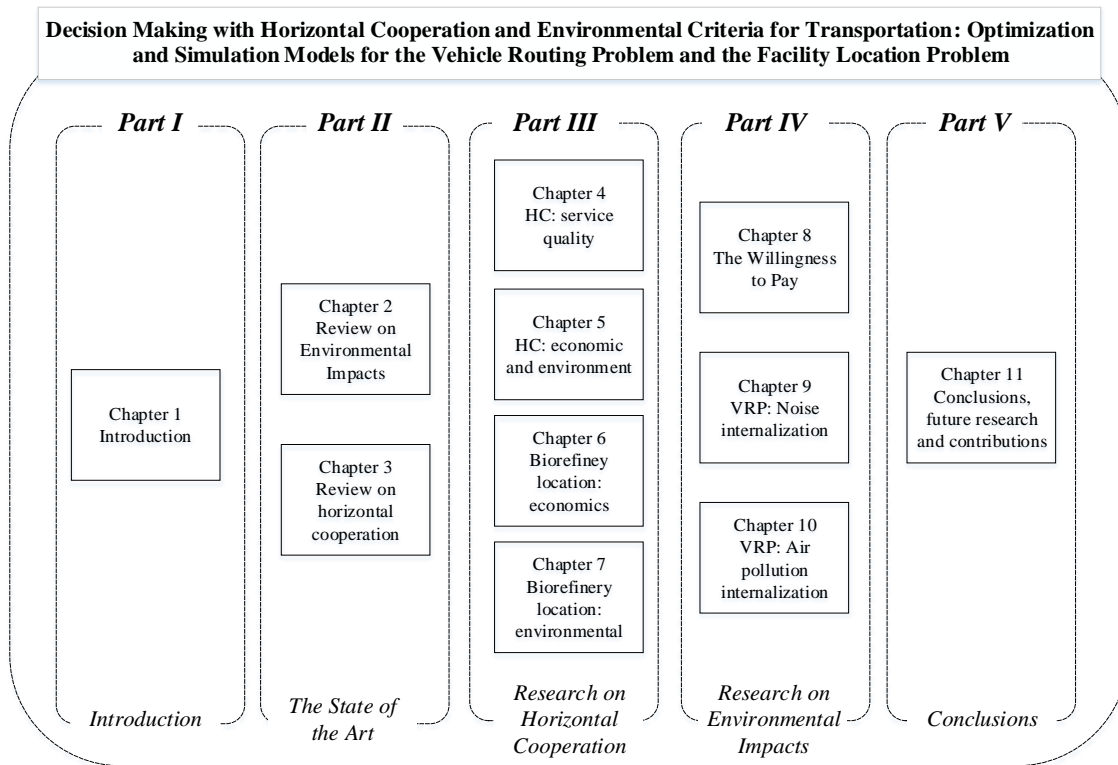 Decision Making with Horizontal Cooperation and Environmental Criteria for Transportation: Optimization
and Simulation Models for the Vehicle Routing Problem and the Facility Location Problem
Part I
Chapter 1
Introduction
Introduction
Part II
Chapter 2
Review on
Environmental
Impacts
Chapter 3
Review on
horizontal
cooperation
The State of
the Art
Part III
Chapter 4
HC: service
quality
Chapter 5
HC: economic
and environment
Chapter 6
Biorefiney
location:
economics
Chapter 7
Biorefinery
location:
environmental
Research on
Horizontal
Cooperation
Part IV
Chapter 8
The Willingness
to Pay
Chapter 9
VRP: Noise
internalization
Chapter 10
VRP: Air
pollution
internalization
Research on
Environmental
Impacts
Part V
Chapter 11
Conclusions,
future research
and contributions
Conclusions